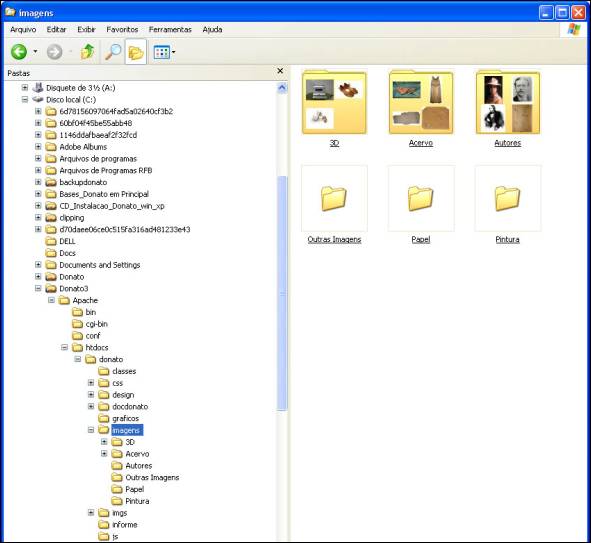 imagens
Arquivo Editar Exibir Favoritos Ferramentas Ajuda
Pastas
Disquete de 3½ (A:)
Disco local (C:)
6d78156097064fad5a02640cf3b2
60bf04f45be55abb48
1146ddafbaeaf2f32fcd
Adobe Albums
Arquivos de programas
Arquivos de Programas RFB
backupdonato
Bases_Donato em Principal
CD_Instalacao_Donato_win_xp
clipping
d70daee06ce0c515fa316ad481233e43
DELL
Docs
Documents and Settings
Donato
Donato3
Apache
bin
cgi-bin
conf
htdocs
donato
classes
css
design
docdonato
graficos
imagens
3D
Acervo
Autores
Outras Imagens
Papel
Pintura
imgs
informe
js
3D Acervo Autores
Outras Imagens Papel Pintura